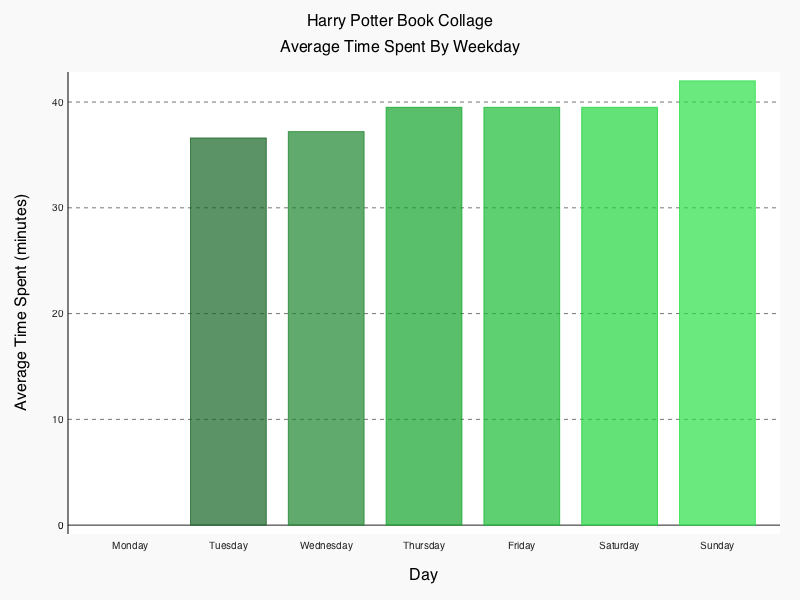 Harry Potter Book Collage
Average Time Spent By Weekday
Average Time Spent (minutes)
40
30
20
10
0
Monday Tuesday Wednesday Thursday Friday Saturday Sunday
Day